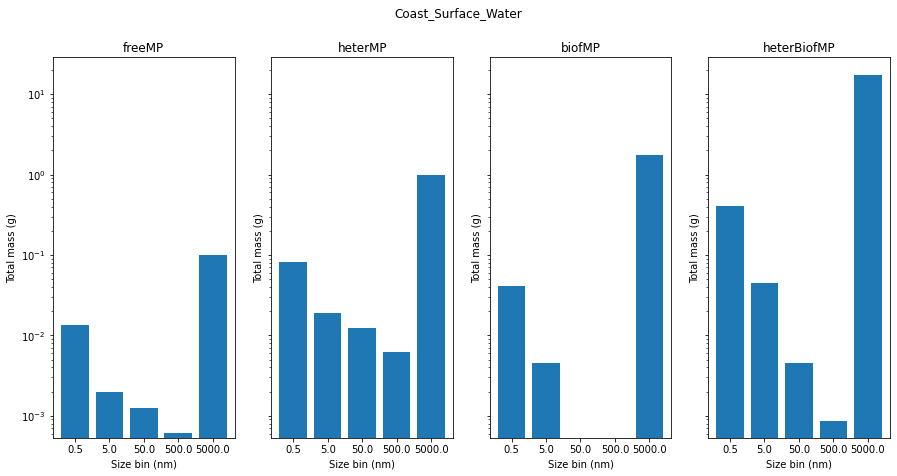 Coast_Surface_Water
freeMP
heterMP
biofMP
heterBiofMP
Total mass (g)
10¹
10⁰
10⁻¹
10⁻²
10⁻³
0.5 5.0 50.0 500.0 5000.0
Size bin (nm)
Total mass (g)
0.5 5.0 50.0 500.0 5000.0
Size bin (nm)
Total mass (g)
0.5 5.0 50.0 500.0 5000.0
Size bin (nm)
Total mass (g)
0.5 5.0 50.0 500.0 5000.0
Size bin (nm)